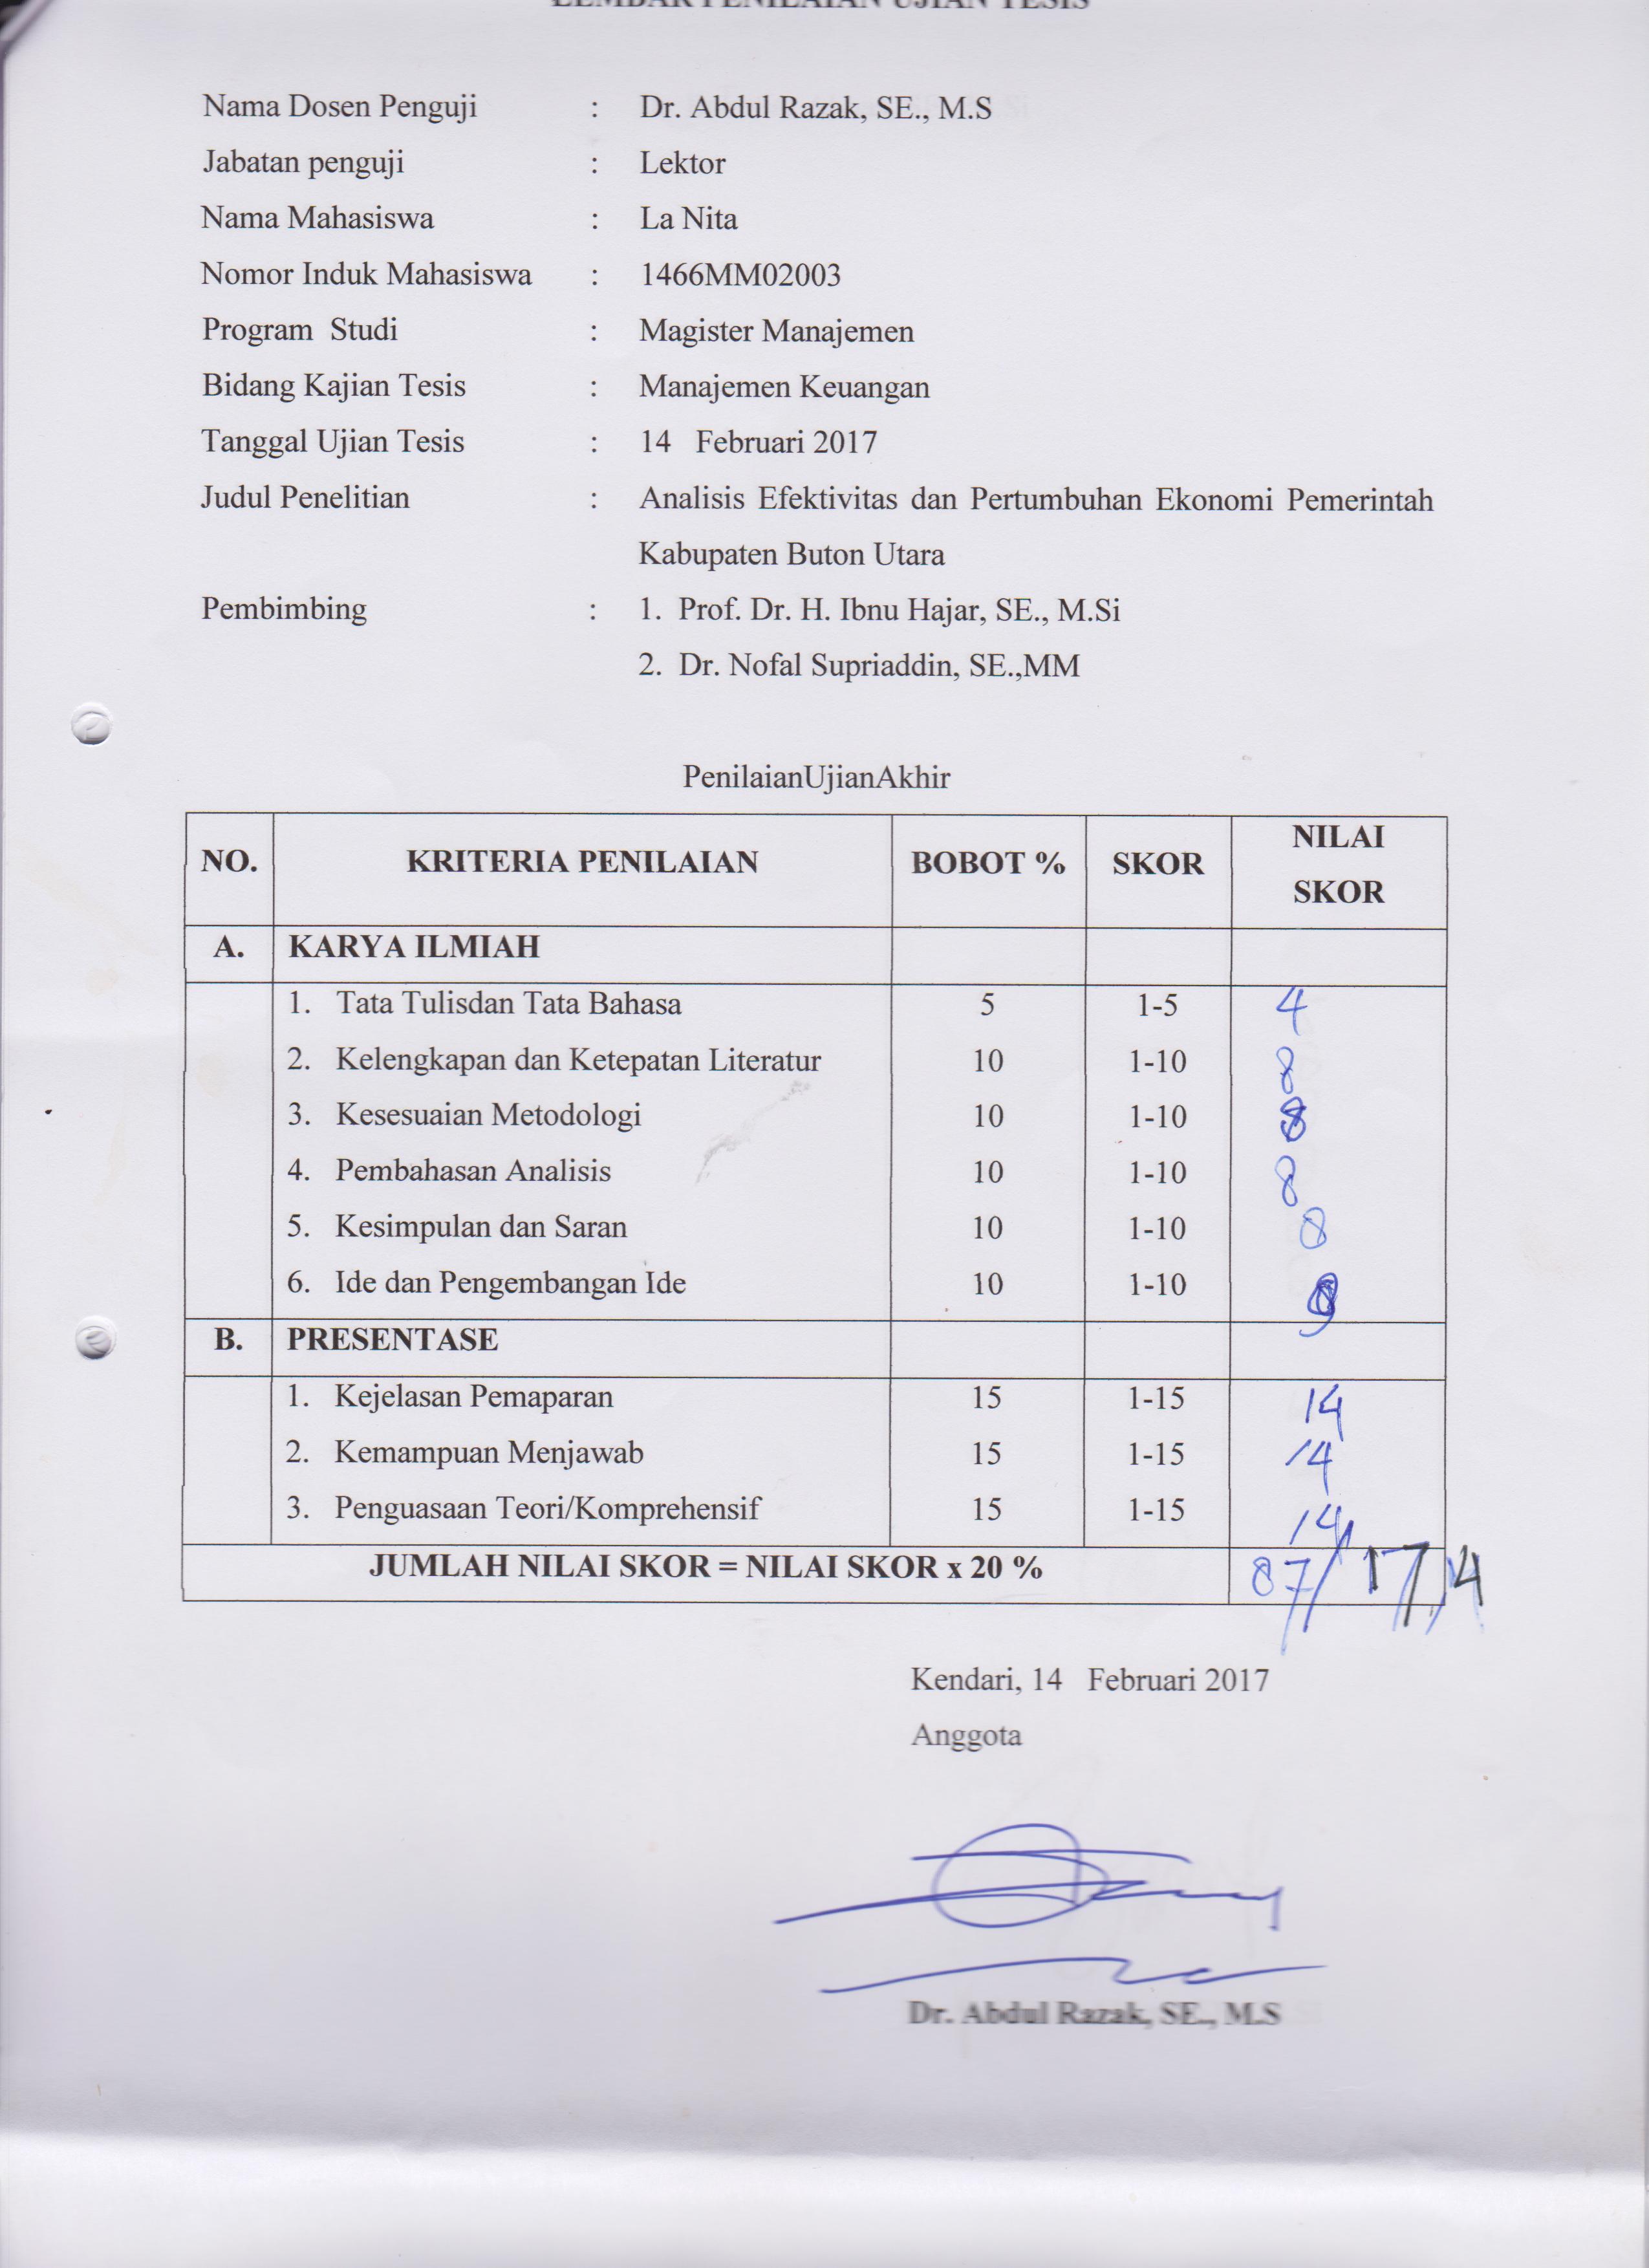 LEMBAR PENILAIAN UJIAN TESIS
Nama Dosen Penguji : Dr. Abdul Razak, SE., M.S
Jabatan penguji : Lektor
Nama Mahasiswa : La Nita
Nomor Induk Mahasiswa : 1466MM02003
Program Studi : Magister Manajemen
Bidang Kajian Tesis : Manajemen Keuangan
Tanggal Ujian Tesis : 14 Februari 2017
Judul Penelitian : Analisis Efektivitas dan Pertumbuhan Ekonomi Pemerintah
Kabupaten Buton Utara
Pembimbing : 1. Prof. Dr. H. Ibnu Hajar, SE., M.Si
2. Dr. Nofal Supriaddin, SE.,MM
PenilaianUjianAkhir
NO. KRITERIA PENILAIAN BOBOT % SKOR NILAI SKOR
A. KARYA ILMIAH
1. Tata Tulisdan Tata Bahasa 5 1-5 4
2. Kelengkapan dan Ketepatan Literatur 10 1-10 8
3. Kesesuaian Metodologi 10 1-10 8
4. Pembahasan Analisis 10 1-10 8
5. Kesimpulan dan Saran 10 1-10 8
6. Ide dan Pengembangan Ide 10 1-10 9
B. PRESENTASE
1. Kejelasan Pemaparan 15 1-15 14
2. Kemampuan Menjawab 15 1-15 14
3. Penguasaan Teori/Komprehensif 15 1-15 14
JUMLAH NILAI SKOR = NILAI SKOR x 20 % 87/17,4
Kendari, 14 Februari 2017
Anggota
Dr. Abdul Razak, SE., M.S